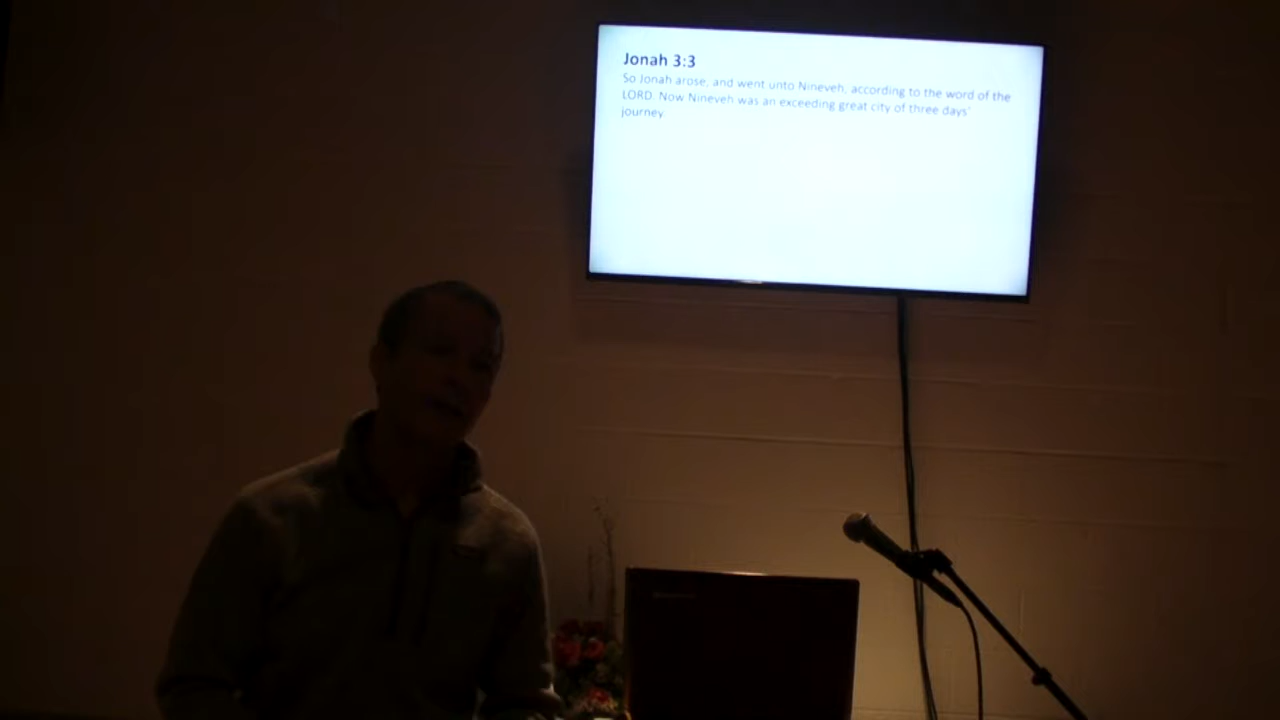 Jonah 3:3
So Jonah arose, and went unto Nineveh, according to the word of the
LORD. Now Nineveh was an exceeding great city of three days'
journey.